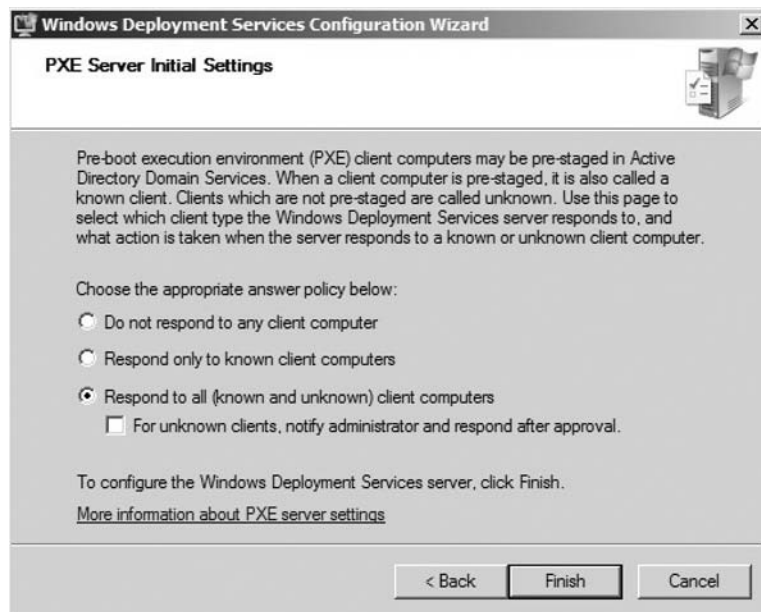 Windows Deployment Services Configuration Wizard
PXE Server Initial Settings
Pre-boot execution environment (PXE) client computers may be pre-staged in Active
Directory Domain Services. When a client computer is pre-staged, it is also called a
known client. Clients which are not pre-staged are called unknown. Use this page to
select which client type the Windows Deployment Services server responds to, and
what action is taken when the server responds to a known or unknown client computer.
Choose the appropriate answer policy below:
Do not respond to any client computer
Respond only to known client computers
Respond to all (known and unknown) client computers
For unknown clients, notify administrator and respond after approval.
To configure the Windows Deployment Services server, click Finish.
More information about PXE server settings
< Back Finish Cancel